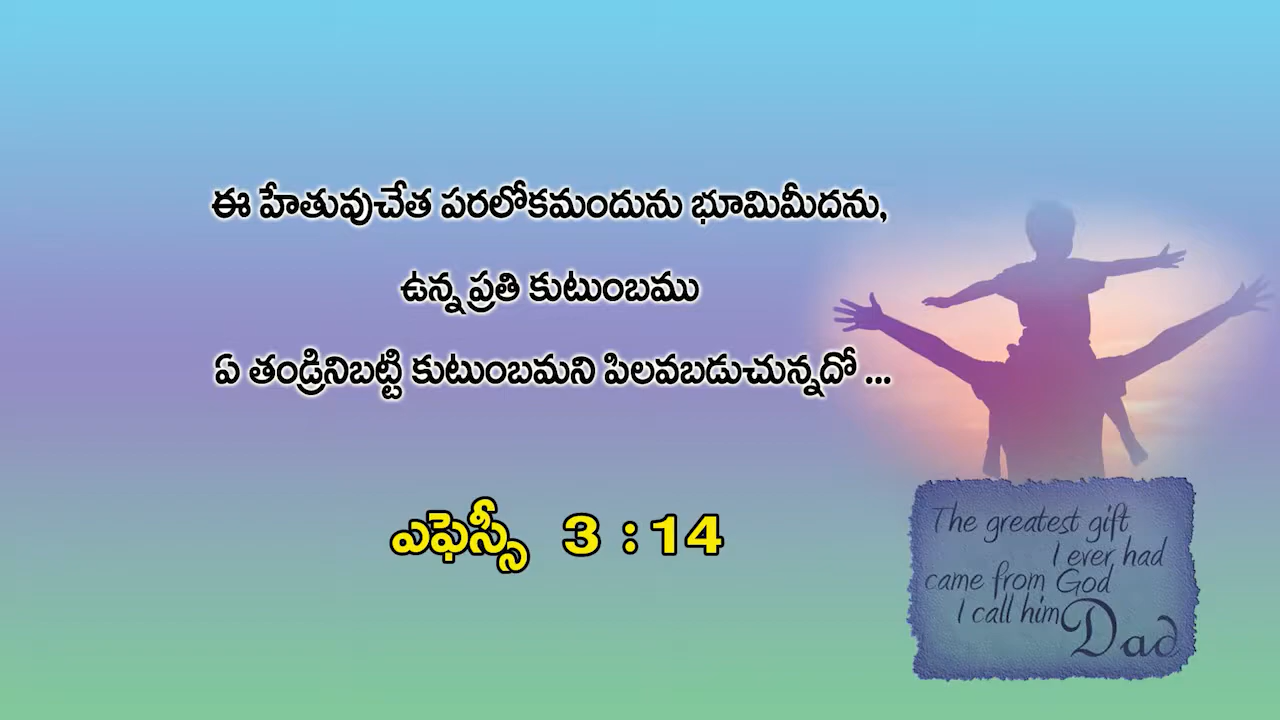 ఈ హేతువుచేత పరలోకమందును భూమిమీదను,
ఉన్న ప్రతి కుటుంబము
ఏ తండ్రినిబట్టి కుటుంబమని పిలవబడుచున్నదో ...
ఎఫెస్సీ 3 : 14
The greatest gift
I ever had
came from God
I call him Dad